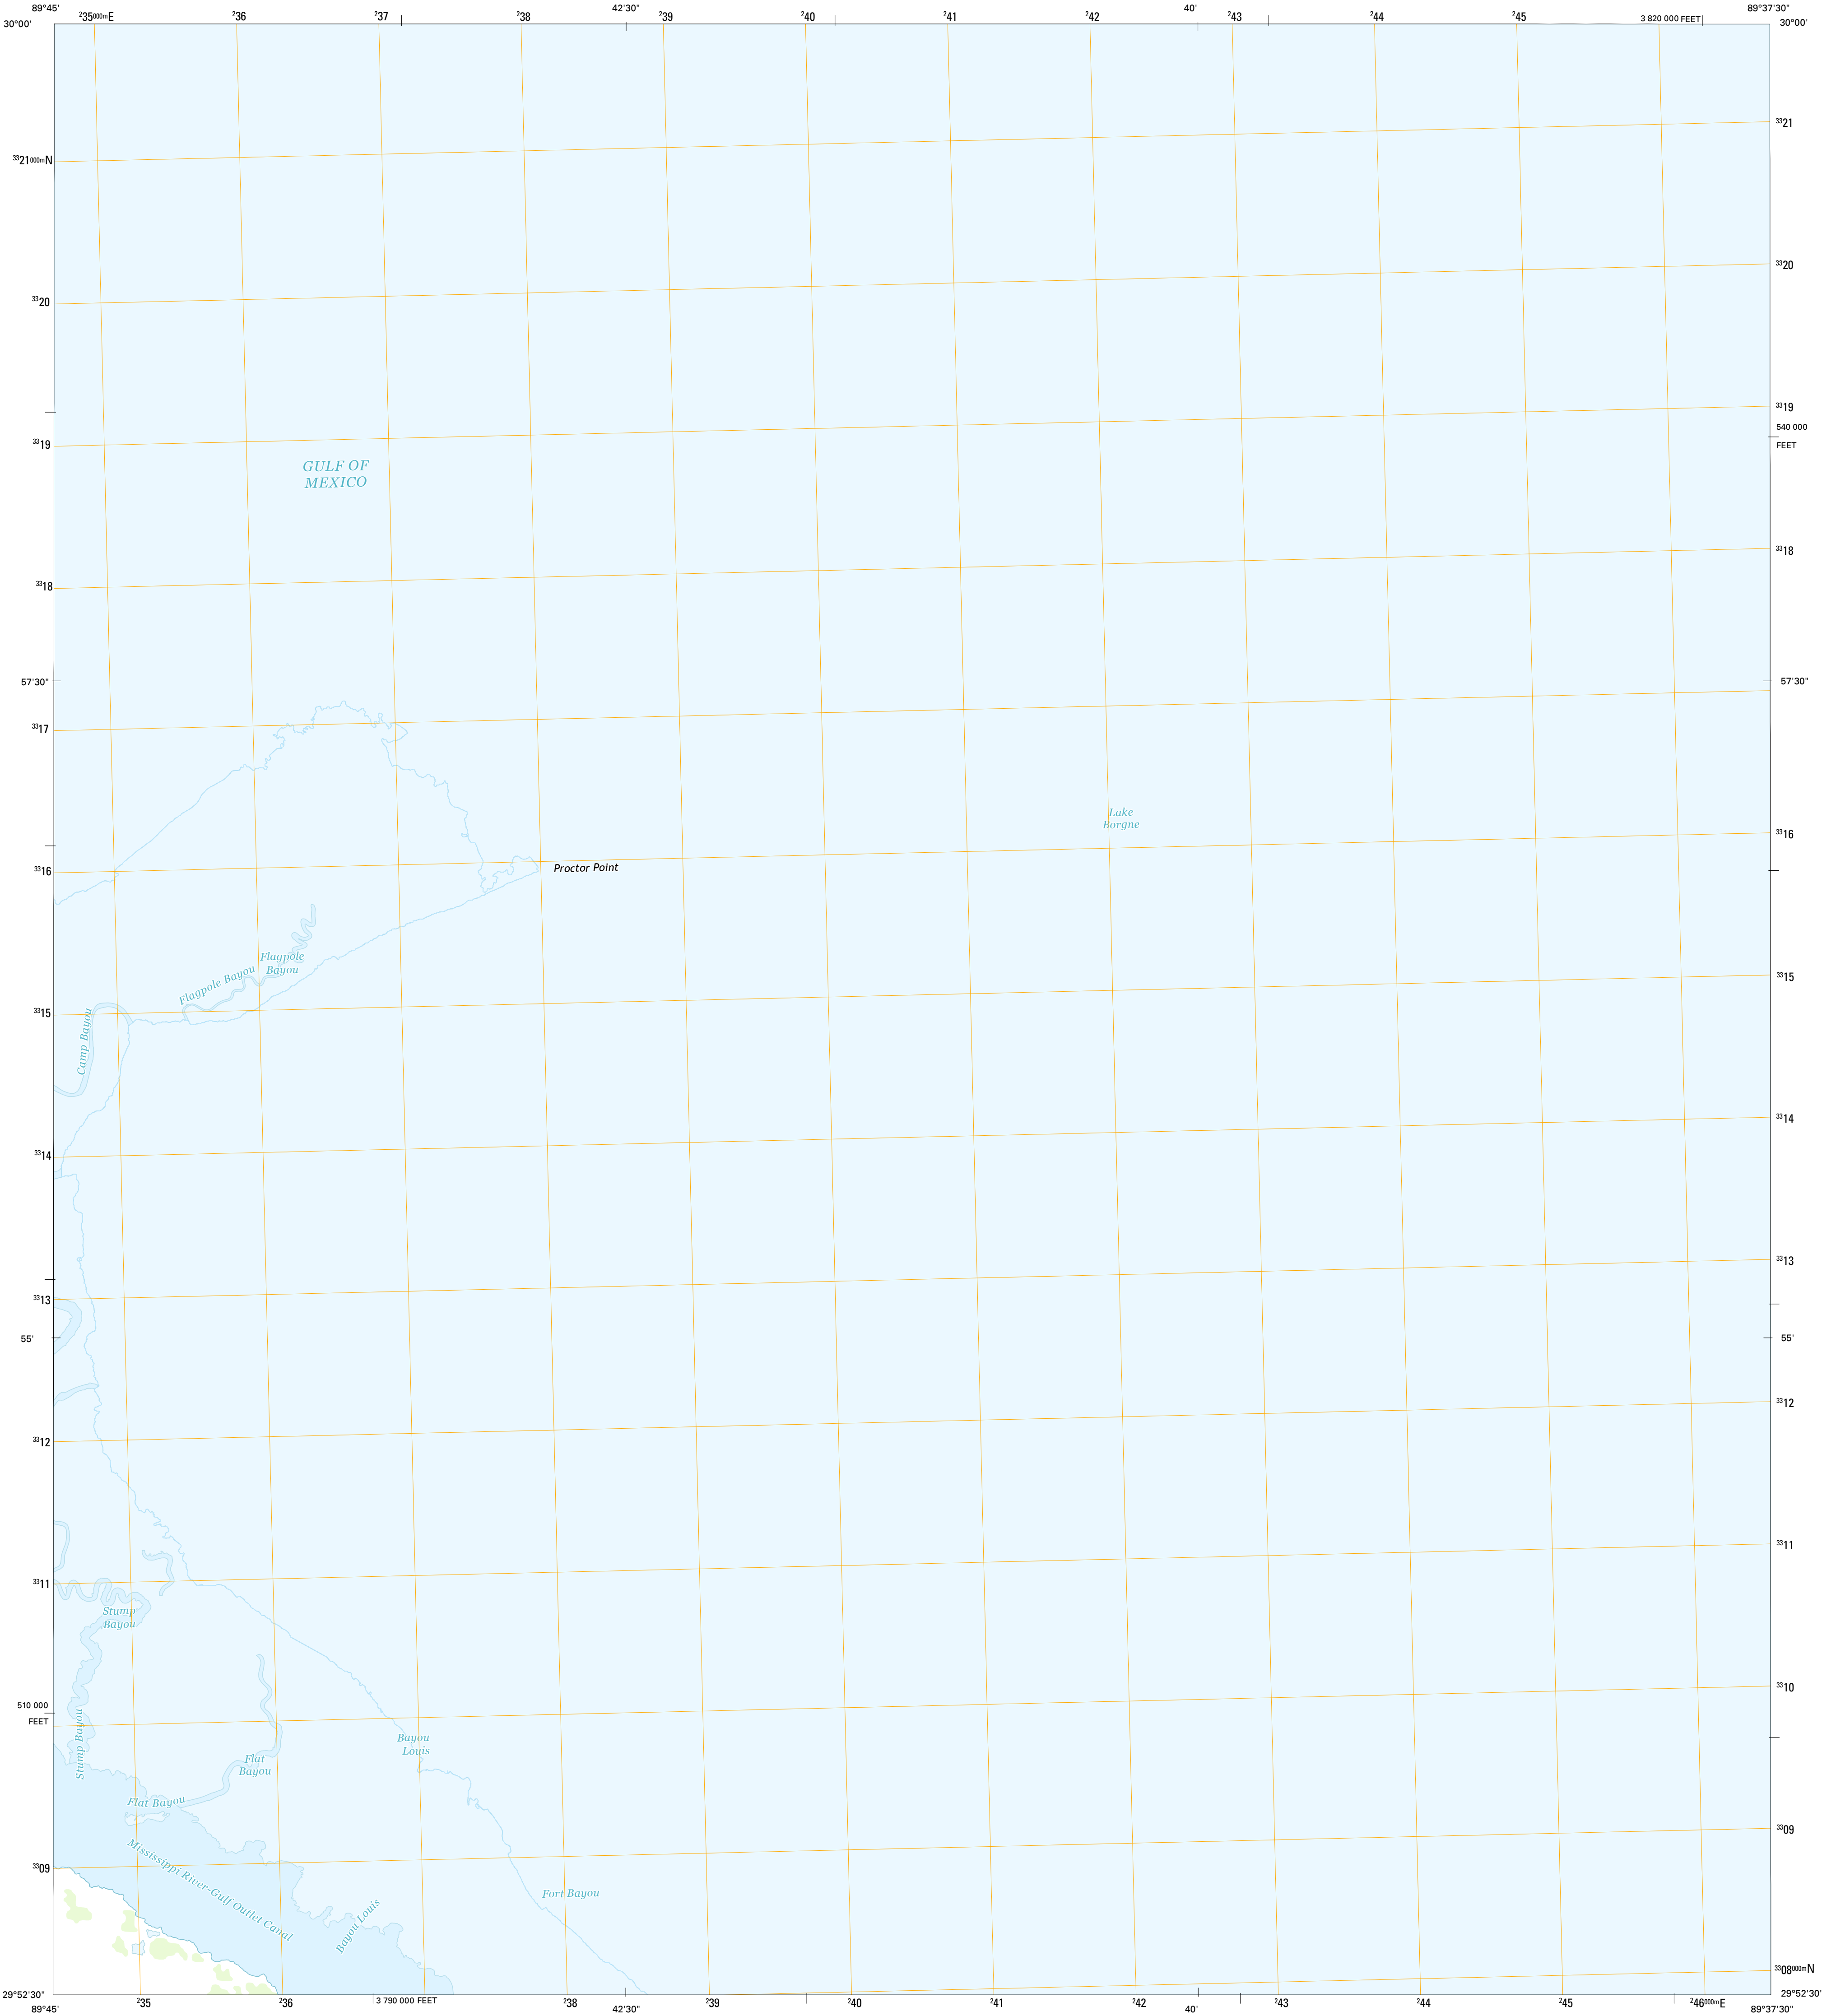 89°45'
²35⁰⁰⁰ᵐE
²36
²37
²38
42'30"
²39
²40
²41
²42
40'
²43
²44
²45
3 820 000 FEET
89°37'30"
30°00'
30°00'
³³21
³³21⁰⁰⁰ᵐN
³³20
³³20
³³19
540 000
FEET
³³19
GULF OF
MEXICO
³³18
³³18
57'30"
57'30"
³³17
Lake
Borgne
³³16
³³16
Proctor Point
Flagpole
Bayou
Flagpole Bayou
³³15
³³15
Camp Bayou
³³14
³³14
³³13
³³13
55'
55'
³³12
³³12
³³11
³³11
Stump
Bayou
³³10
510 000
FEET
Stump Bayou
Bayou
Louis
Flat
Bayou
Flat Bayou
³³09
³³09
Mississippi River-Gulf Outlet Canal
Fort Bayou
Bayou Louis
³³08⁰⁰⁰ᵐN
29°52'30"
29°52'30"
89°45'
²35
²36
3 790 000 FEET
²38
42'30"
²39
²40
²41
²42
40'
²43
²44
²45
²46⁰⁰⁰ᵐE
89°37'30"